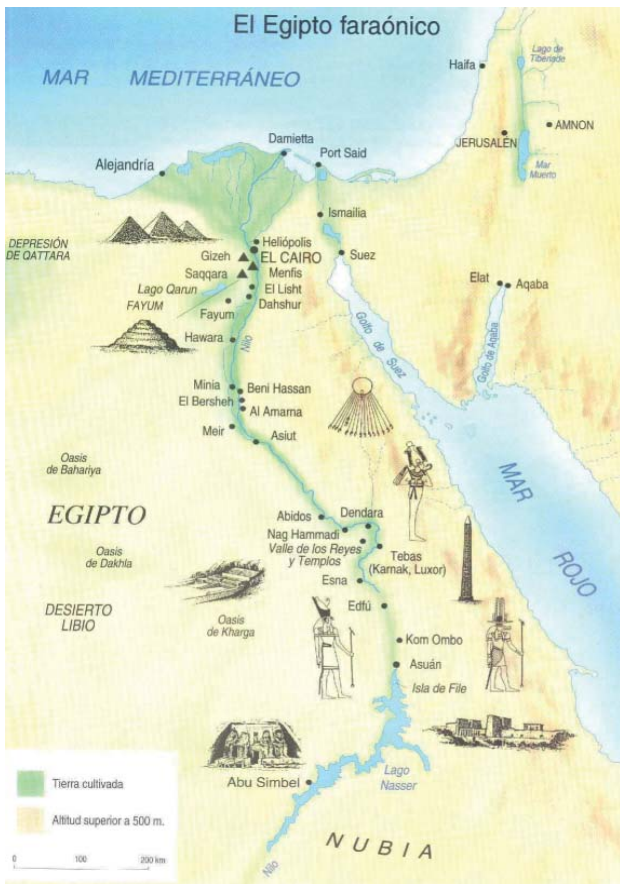 El Egipto faraónico
MAR MEDITERRÁNEO
Lago de
Tiberiade
Haifa
AMNON
JERUSALÉN
Mar
Muerto
Damietta
Port Said
Alejandría
Ismailia
DEPRESIÓN
DE QATTARA
Heliópolis
Gizeh
EL CAIRO
Suez
Saqqara
Menfis
Lago Qarun
El Lisht
Elat
Aqaba
FAYUM
Dahshur
Fayum
Hawara
Nilo
Golfo de Suez
Golfo de Aqaba
Minia
Beni Hassan
El Bersheh
Al Amarna
Meir
Asiut
Oasis
de Bahariya
MAR ROJO
EGIPTO
Abidos
Dendara
Nag Hammadi
Valle de los Reyes
y Templos
Tebas
(Karnak, Luxor)
Oasis
de Dakhla
Esna
DESIERTO
LIBIO
Oasis
de Kharga
Edfú
Kom Ombo
Asuán
Isla de File
Abu Simbel
Lago
Nasser
Tierra cultivada
Altitud superior a 500 m.
0 100 200 km
NUBIA
Nilo